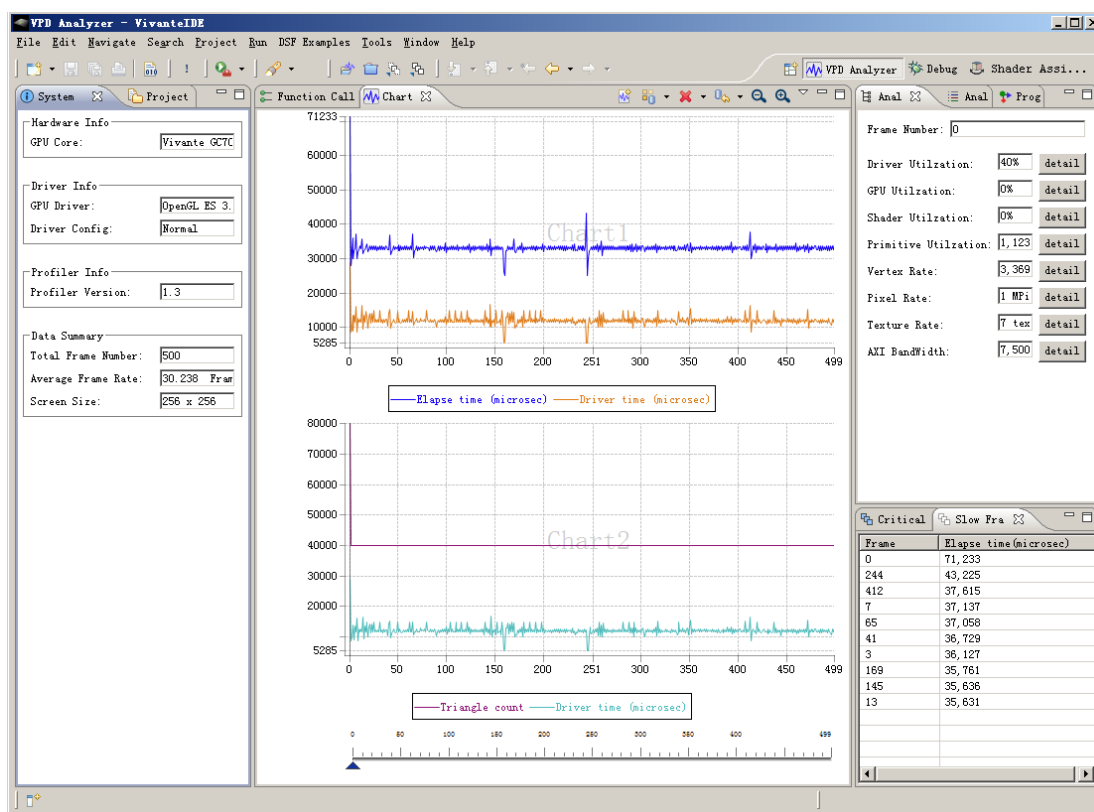 VPD Analyzer - VivanteIDE
File Edit Navigate Search Project Run DSF Examples Tools Window Help
VPD Analyzer Debug Shader Assi...
System Project
Hardware Info
GPU Core: Vivante GC7C
Driver Info
GPU Driver: OpenGL ES 3.
Driver Config: Normal
Profiler Info
Profiler Version: 1.3
Data Summary
Total Frame Number: 500
Average Frame Rate: 30.238 Fram
Screen Size: 256 x 256
Function Call Chart
71233
60000
50000
40000
30000
20000
10000
5285
0 50 100 150 200 251 300 350 400 450 499
Chart1
Elapse time (microsec) Driver time (microsec)
80000
70000
60000
50000
40000
30000
20000
5285
0 50 100 150 200 251 300 350 400 450 499
Chart2
Triangle count Driver time (microsec)
0 50 100 150 200 250 300 350 400 499
Anal Anal Prog
Frame Number: 0
Driver Utilzation: 40% detail
GPU Utilzation: 0% detail
Shader Utilzation: 0% detail
Primitive Utilzation: 1,123 detail
Vertex Rate: 3,369 detail
Pixel Rate: 1 MPi detail
Texture Rate: 7 tex detail
AXI BandWidth: 7,500 detail
Critical Slow Fra
Frame Elapse time(microsec)
0 71,233
244 43,225
412 37,615
7 37,137
65 37,058
41 36,729
3 36,127
169 35,761
145 35,636
13 35,631